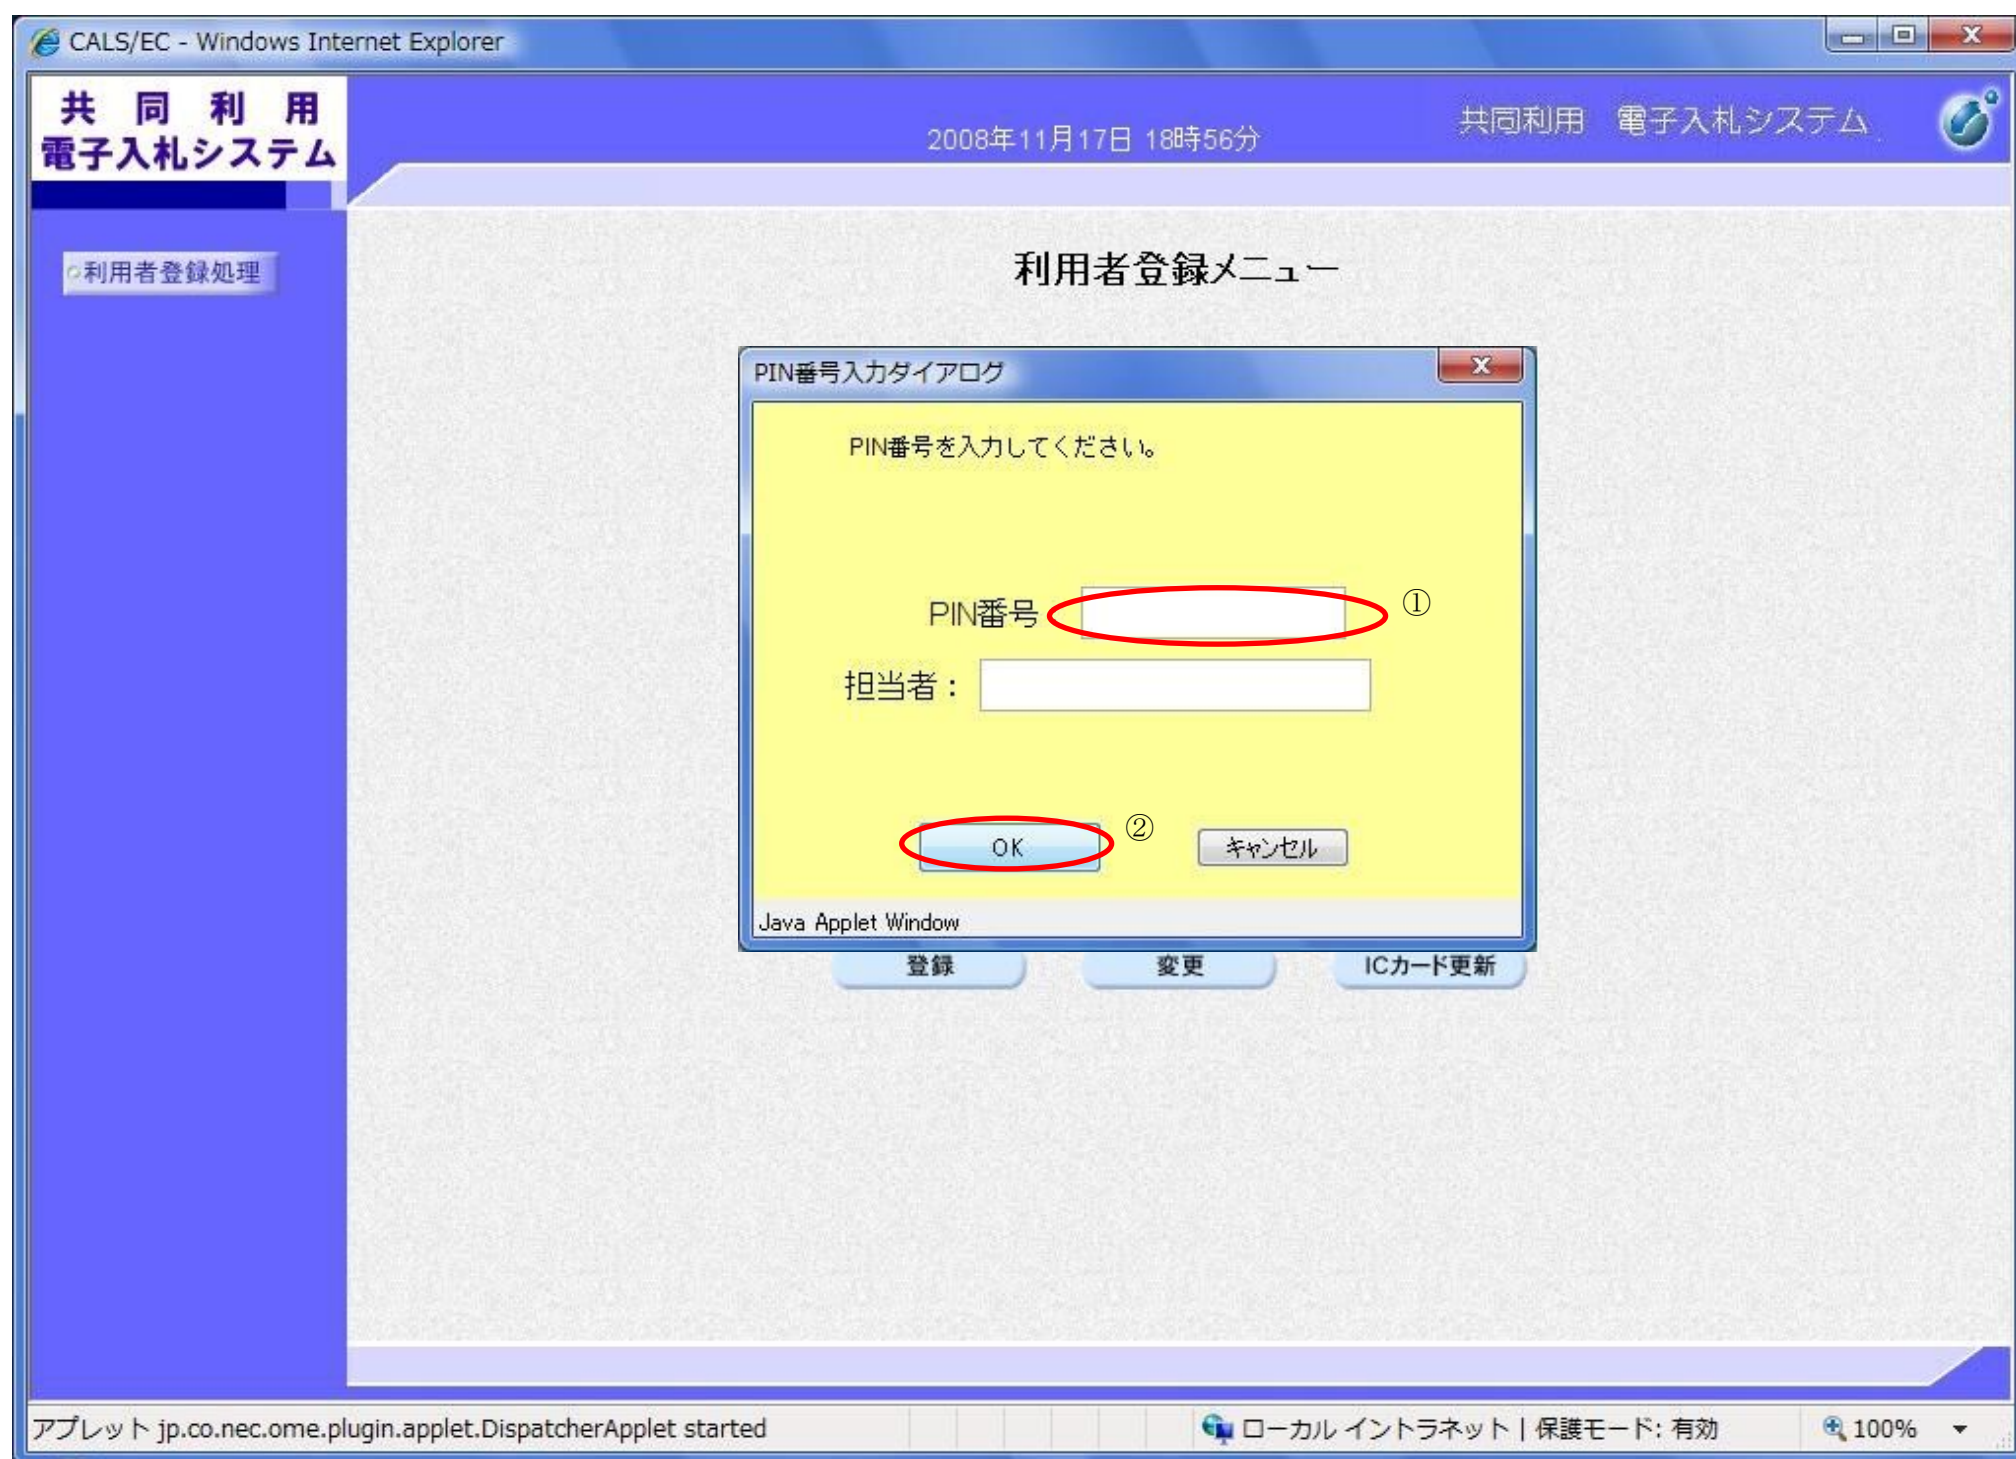 CALS/EC - Windows Internet Explorer
共 同 利 用
電子入札システム
2008年11月17日 18時56分
共同利用 電子入札システム
利用者登録処理
利用者登録メニュー
PIN番号入力ダイアログ
PIN番号を入力してください。
PIN番号
①
担当者：
OK
②
キャンセル
Java Applet Window
登録
変更
ICカード更新
アプレット jp.co.nec.ome.plugin.applet.DispatcherApplet started
ローカル イントラネット | 保護モード: 有効
100%